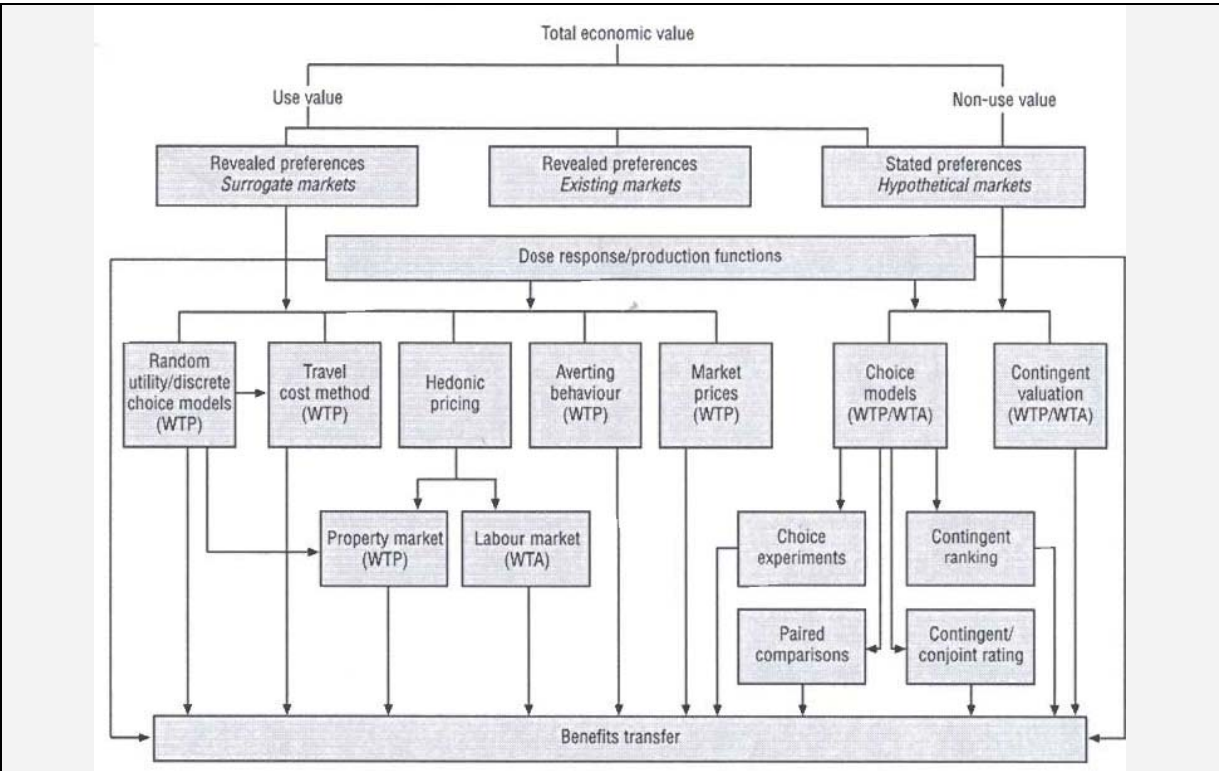 Total economic value
Use value
Non-use value
Revealed preferences
Surrogate markets
Revealed preferences
Existing markets
Stated preferences
Hypothetical markets
Dose response/production functions
Random
utility/discrete
choice models
(WTP)
Travel
cost method
(WTP)
Hedonic
pricing
Averting
behaviour
(WTP)
Market
prices
(WTP)
Choice
models
(WTP/WTA)
Contingent
valuation
(WTP/WTA)
Property market
(WTP)
Labour market
(WTA)
Choice
experiments
Contingent
ranking
Paired
comparisons
Contingent/
conjoint rating
Benefits transfer